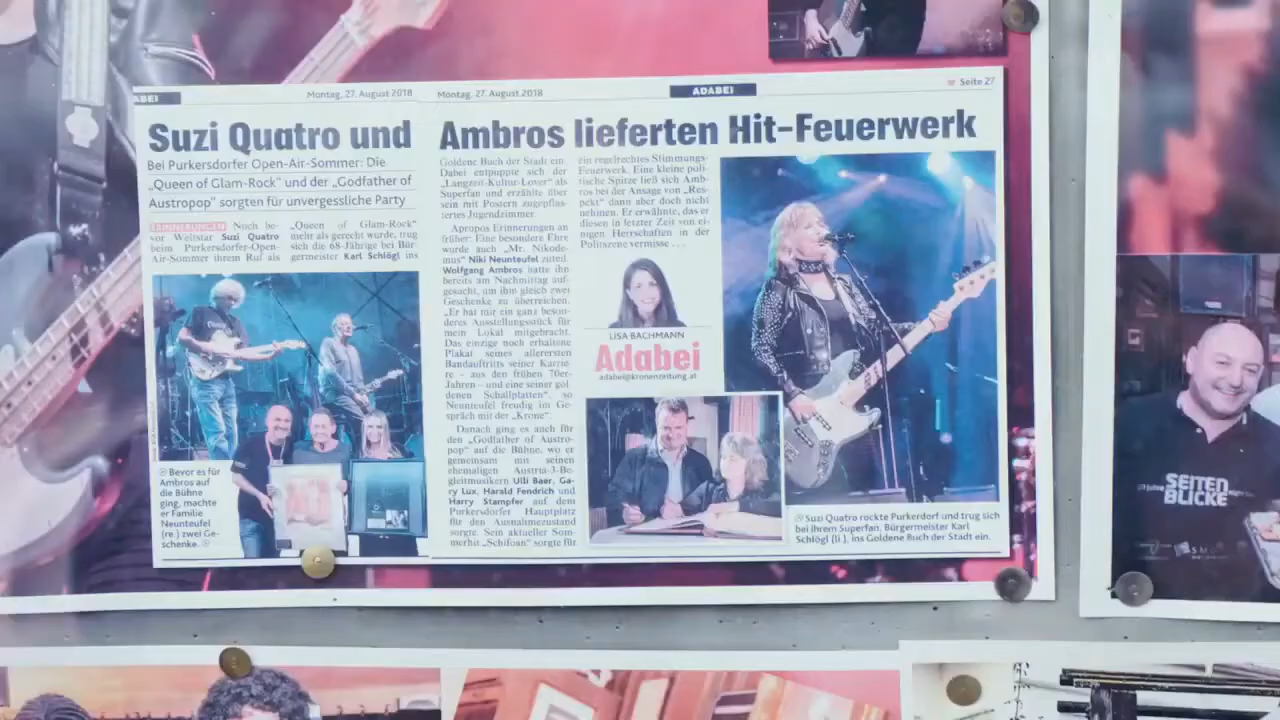 ABEI
Montag, 27. August 2018
Montag, 27. August 2018
ADABEI
Seite 27
Suzi Quatro und
Ambros lieferten Hit-Feuerwerk
Bei Purkersdorfer Open-Air-Sommer: Die
„Queen of Glam-Rock“ und der „Godfather of
Austropop“ sorgten für unvergessliche Party
ERINNERUNGEN Noch be-
vor Weltstar Suzi Quatro
beim Purkersdorfer-Open-
Air-Sommer ihrem Ruf als
„Queen of Glam-Rock“
mehr als gerecht wurde, trug
sich die 68-Jährige bei Bür-
germeister Karl Schlögl ins
Bevor es für
Ambros auf
die Bühne
ging, machte
er Familie
Neunteufel
(re.) zwei Ge-
schenke.
Goldene Buch der Stadt ein.
Dabei entpuppte sich der
„Langzeit-Kultur-Lover“ als
Superfan und erzählte über
sein mit Postern zugepflas-
tertes Jugendzimmer.
Apropos Erinnerungen an
früher: Eine besondere Ehre
wurde auch „Mr. Nikode-
mus“ Niki Neunteufel zuteil.
Wolfgang Ambros hatte ihn
bereits am Nachmittag auf-
gesucht, um ihm gleich zwei
Geschenke zu überreichen.
„Er hat mir ein ganz beson-
deres Ausstellungsstück für
mein Lokal mitgebracht.
Das einzige noch erhaltene
Plakat seines allerersten
Bandauftritts seiner Karrie-
re – aus den frühen 70er-
Jahren – und eine seiner gol-
denen Schallplatten“, so
Neunteufel freudig im Ge-
spräch mit der „Krone“.
Danach ging es auch für
den „Godfather of Austro-
pop“ auf die Bühne, wo er
gemeinsam mit seinen
ehemaligen Austria-3-Be-
gleitmusikern Ulli Baer, Ga-
ry Lux, Harald Fendrich und
Harry Stampfer auf dem
Purkersdorfer Hauptplatz
für den Ausnahmezustand
sorgte. Sein aktueller Som-
merhit „Schifoan“ sorgte für
ein regelrechtes Stimmungs-
Feuerwerk. Eine kleine poli-
tische Spitze ließ sich Amb-
ros bei der Ansage von „Res-
pekt“ dann aber doch nicht
nehmen. Er erwähnte, das er
diesen in letzter Zeit von ei-
nigen Herrschaften in der
Politszene vermisse . . .
LISA BACHMANN
Adabei
adabei@kronenzeitung.at
Suzi Quatro rockte Purkerdorf und trug sich
bei ihrem Superfan, Bürgermeister Karl
Schlögl (li.), ins Goldene Buch der Stadt ein.
SEITEN
BLICKE